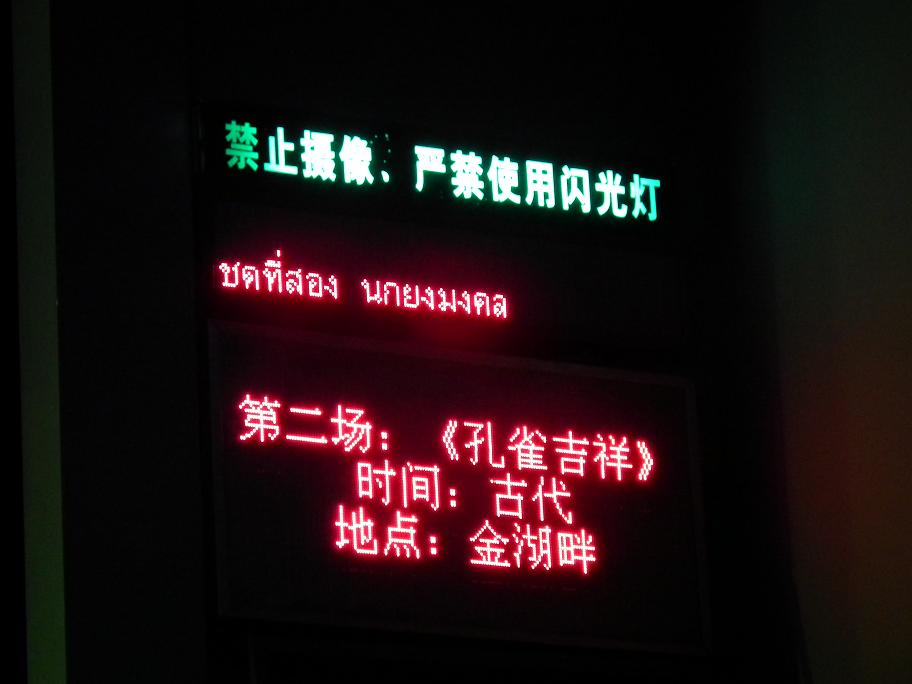 禁止摄像、严禁使用闪光灯
ชดที่สอง นกยงมงคล
第二场：《孔雀吉祥》
时间：古代
地点：金湖畔